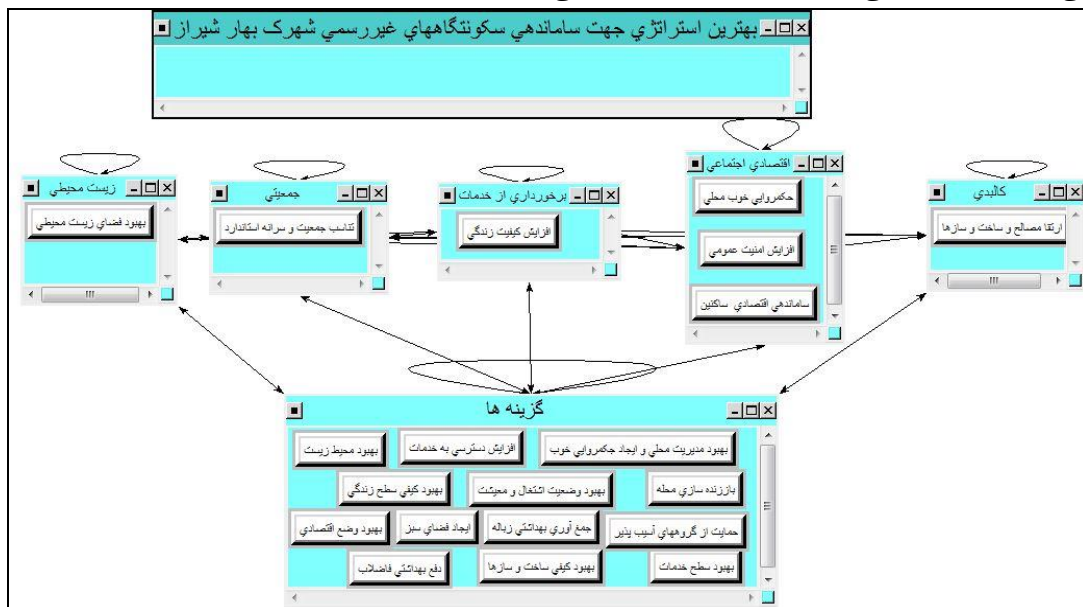 بهترين استراتژي جهت ساماندهي سكونتگاههاي غيررسمي شهرک بهار شيراز
كالبدي
ارتقا مصالح و ساخت و سازها
اقتصادي اجتماعي
حكمروايي خوب محلي
افزايش امنيت عمومي
ساماندهي اقتصادي ساكنين
برخورداري از خدمات
افزايش كيفيت زندگي
جمعيتي
تناسب جمعيت و سرانه استاندارد
زيست محيطي
بهبود فضاي زيست محيطي
گزينه ها
بهبود مديريت محلي و ايجاد حكمروايي خوب
افزايش دسترسي به خدمات
بهبود محيط زيست
باززنده سازي محله
بهبود وضعيت اشتغال و معيشت
بهبود كيفي سطح زندگي
حمايت از گروههاي آسيب پذير
جمع آوري بهداشتي زباله
ايجاد فضاي سبز
بهبود وضع اقتصادي
بهبود سطح خدمات
بهبود كيفي ساخت و سازها
دفع بهداشتي فاضلاب